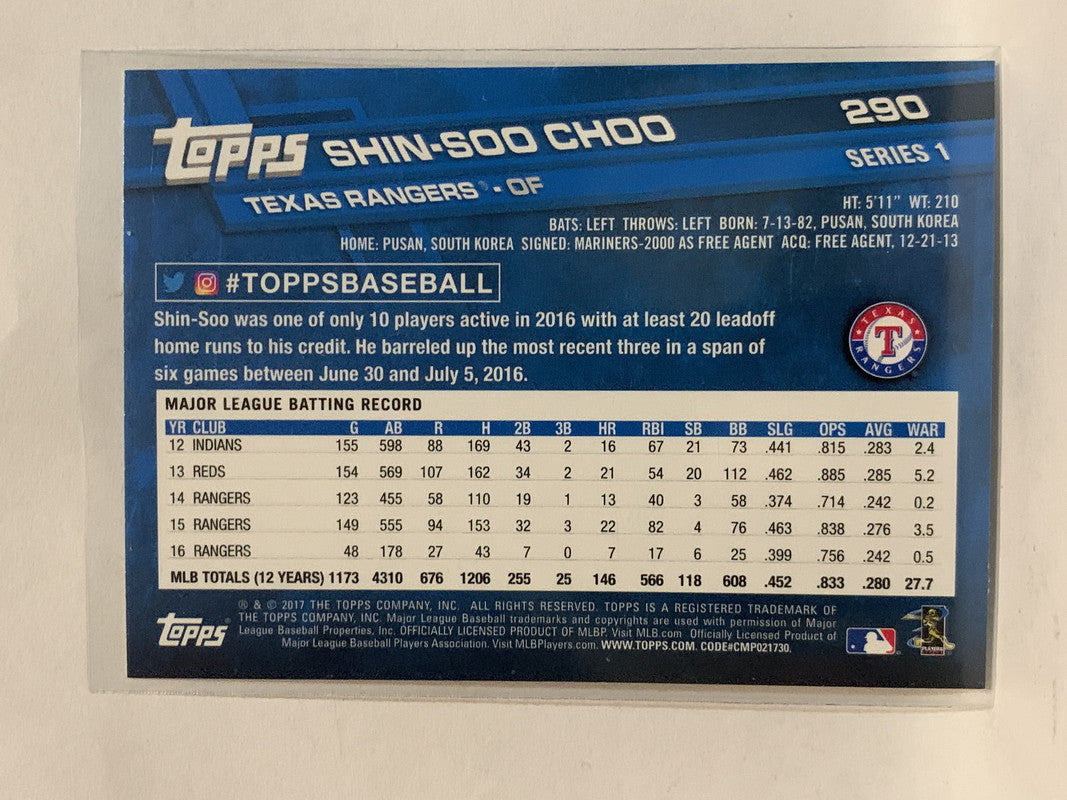 TOPPS SHIN-SOO CHOO 290
TEXAS RANGERS® - OF SERIES 1
HT: 5'11" WT: 210
BATS: LEFT THROWS: LEFT BORN: 7-13-82, PUSAN, SOUTH KOREA
HOME: PUSAN, SOUTH KOREA SIGNED: MARINERS-2000 AS FREE AGENT ACQ: FREE AGENT, 12-21-13
#TOPPSBASEBALL
Shin-Soo was one of only 10 players active in 2016 with at least 20 leadoff
home runs to his credit. He barreled up the most recent three in a span of
six games between June 30 and July 5, 2016.
TEXAS RANGERS
T
MAJOR LEAGUE BATTING RECORD
YR CLUB G AB R H 2B 3B HR RBI SB BB SLG OPS AVG WAR
12 INDIANS 155 598 88 169 43 2 16 67 21 73 .441 .815 .283 2.4
13 REDS 154 569 107 162 34 2 21 54 20 112 .462 .885 .285 5.2
14 RANGERS 123 455 58 110 19 1 13 40 3 58 .374 .714 .242 0.2
15 RANGERS 149 555 94 153 32 3 22 82 4 76 .463 .838 .276 3.5
16 RANGERS 48 178 27 43 7 0 7 17 6 25 .399 .756 .242 0.5
MLB TOTALS (12 YEARS) 1173 4310 676 1206 255 25 146 566 118 608 .452 .833 .280 27.7
® & © 2017 THE TOPPS COMPANY, INC. ALL RIGHTS RESERVED. TOPPS IS A REGISTERED TRADEMARK OF
THE TOPPS COMPANY, INC. Major League Baseball trademarks and copyrights are used with permission of Major
League Baseball Properties, Inc. OFFICIALLY LICENSED PRODUCT OF MLBP. Visit MLB.com Officially Licensed Product of
Major League Baseball Players Association. Visit MLBPlayers.com. WWW.TOPPS.COM. CODE#CMP021730.
TOPPS®